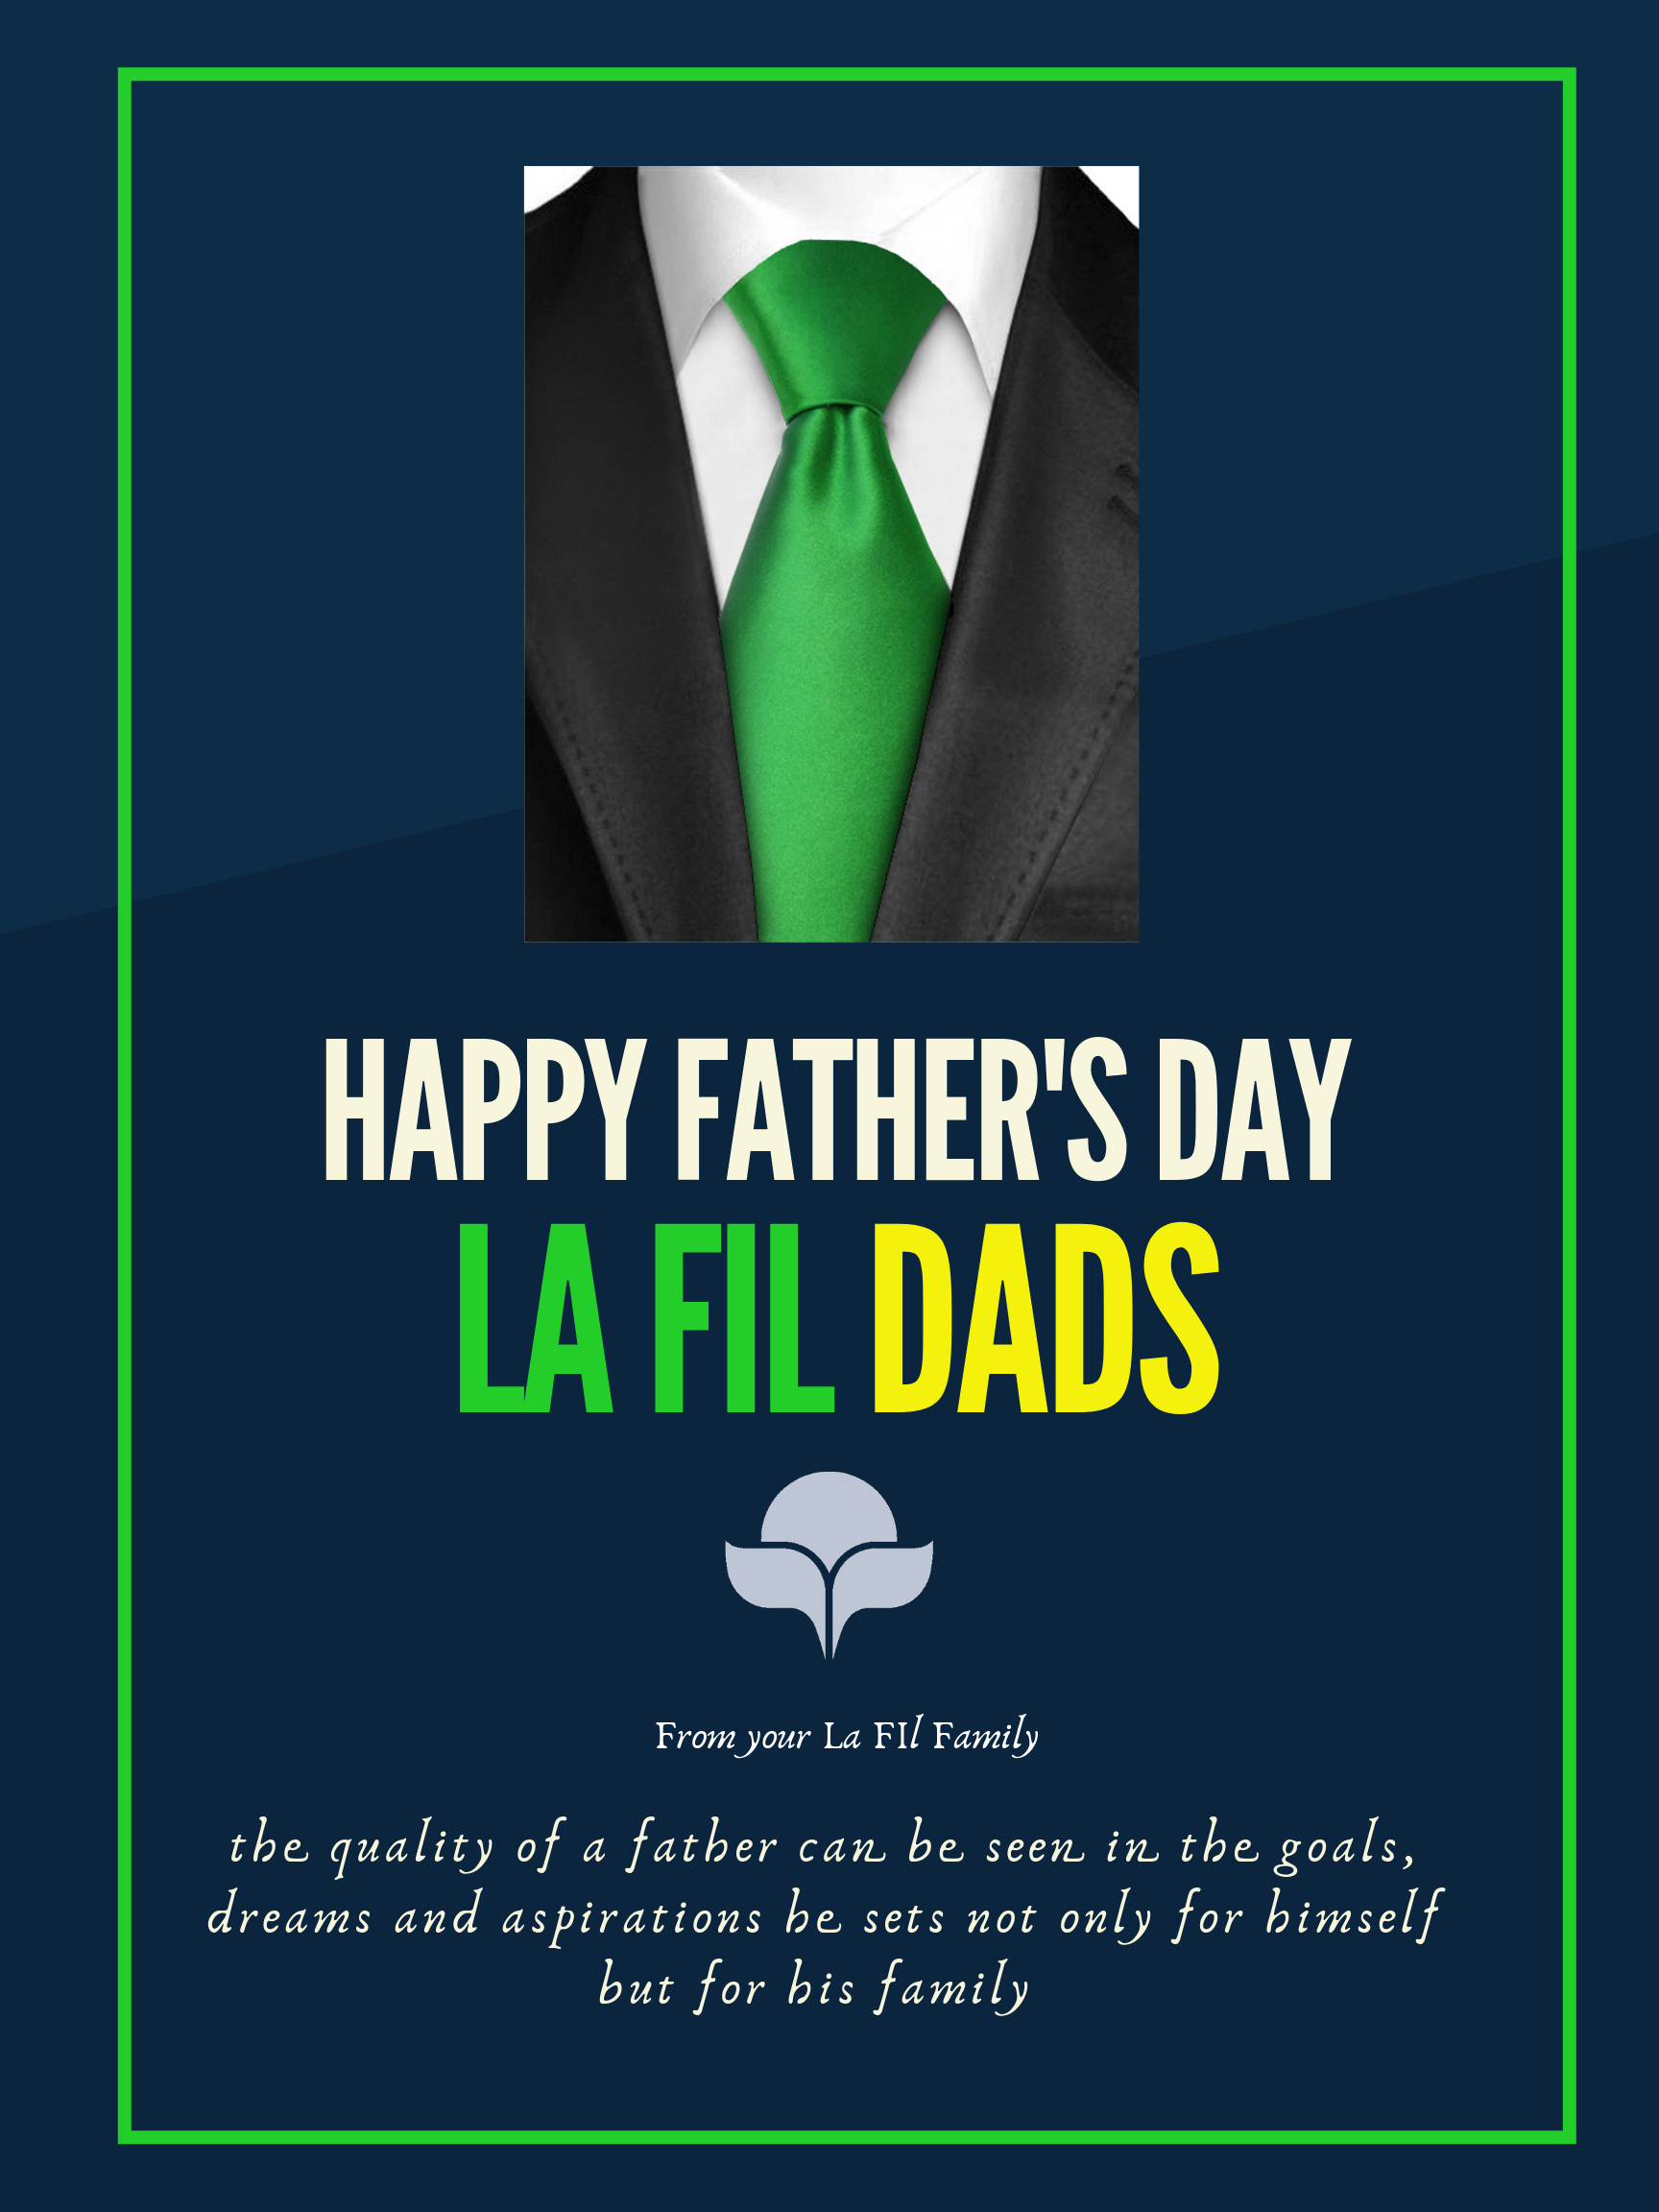 HAPPY FATHER'S DAY
LA FIL DADS
From your La FIl Family
the quality of a father can be seen in the goals,
dreams and aspirations he sets not only for himself
but for his family